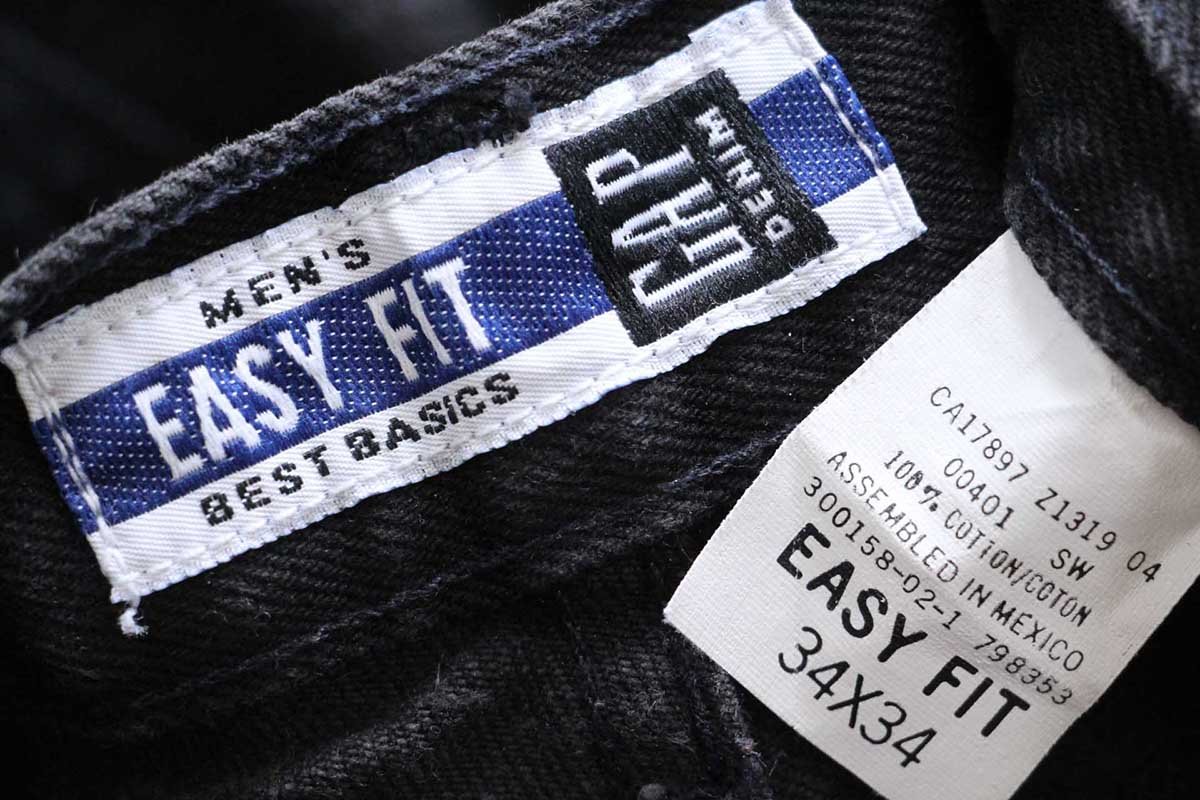 MEN'S
EASY FIT
BEST BASICS
GAP
THE
DENIM
CA17897 Z1319 04
00401 SW
100% COTTON/COTON
ASSEMBLED IN MEXICO
300158-02-1 798353
EASY FIT
34X34